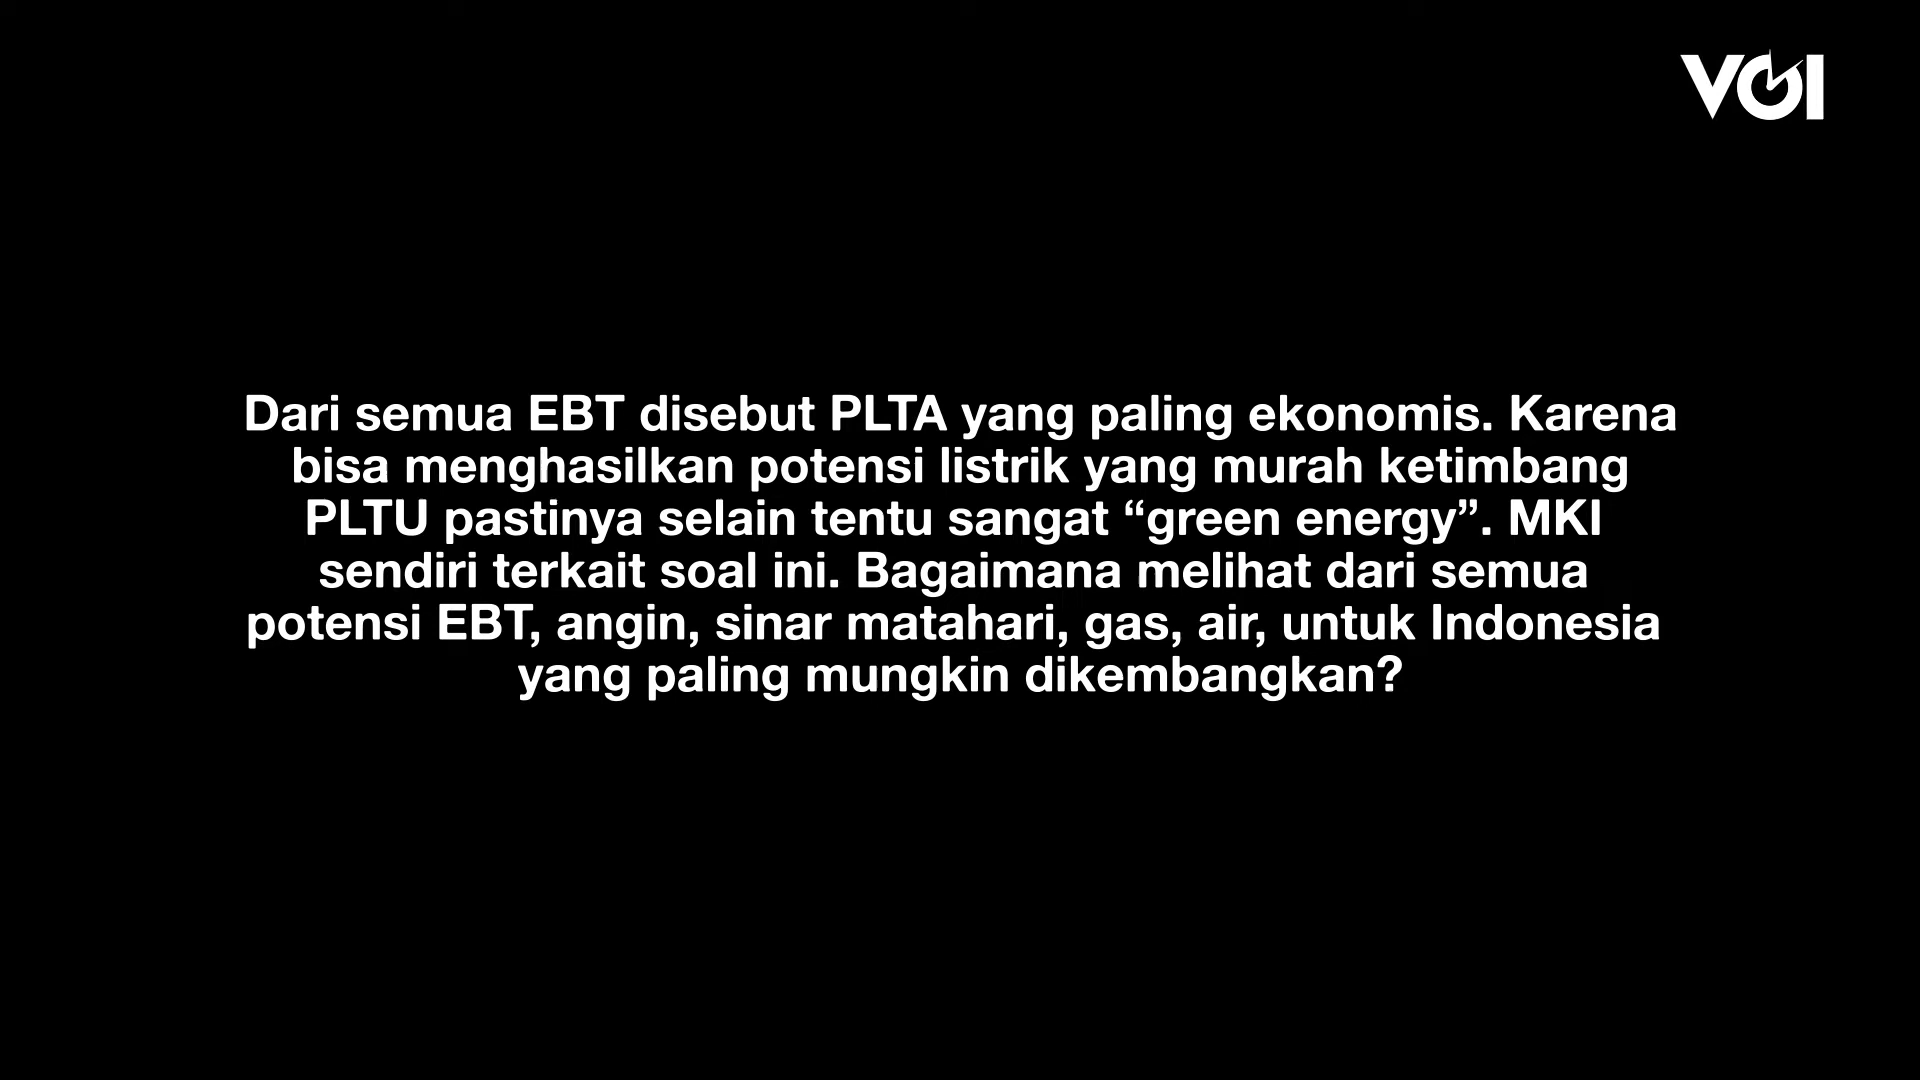 VOI
Dari semua EBT disebut PLTA yang paling ekonomis. Karena
bisa menghasilkan potensi listrik yang murah ketimbang
PLTU pastinya selain tentu sangat “green energy”. MKI
sendiri terkait soal ini. Bagaimana melihat dari semua
potensi EBT, angin, sinar matahari, gas, air, untuk Indonesia
yang paling mungkin dikembangkan?